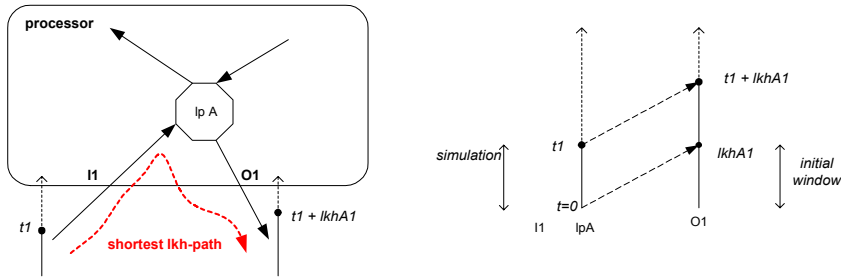 processor
lp A
I1
O1
t1
t1 + lkhA1
shortest lkh-path
t1 + lkhA1
simulation
t1
lkhA1
initial
window
t=0
I1
lpA
O1